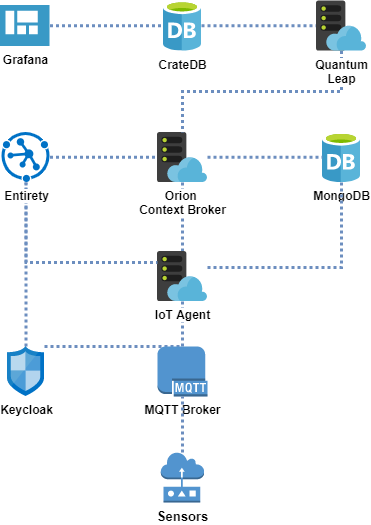 DB
Grafana
CrateDB
Quantum
Leap
DB
Entirety
Orion
Context Broker
MongoDB
IoT Agent
MQTT
Keycloak
MQTT Broker
Sensors